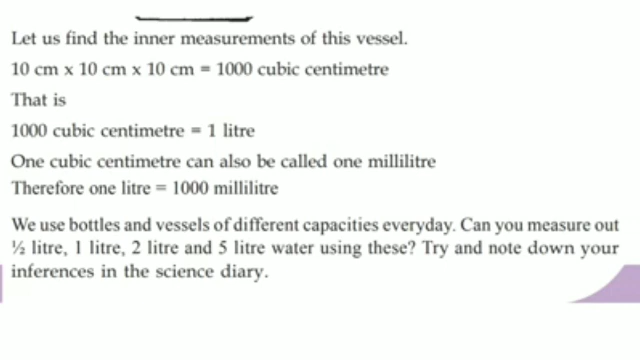 Let us find the inner measurements of this vessel.
10 cm x 10 cm x 10 cm = 1000 cubic centimetre
That is
1000 cubic centimetre = 1 litre
One cubic centimetre can also be called one millilitre
Therefore one litre = 1000 millilitre
We use bottles and vessels of different capacities everyday. Can you measure out
½ litre, 1 litre, 2 litre and 5 litre water using these? Try and note down your
inferences in the science diary.